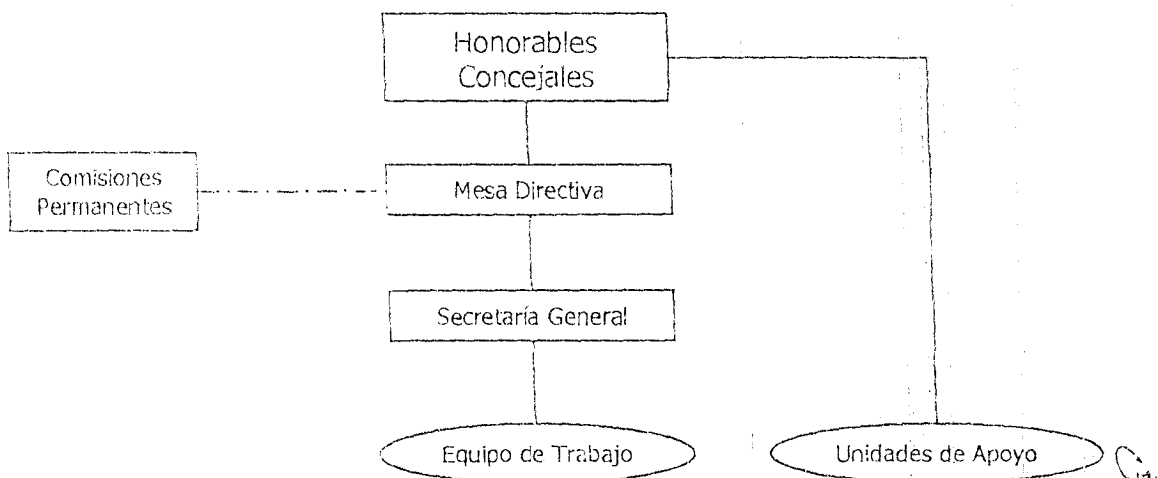 Honorables
Concejales
Comisiones
Permanentes
Mesa Directiva
Secretaría General
Equipo de Trabajo
Unidades de Apoyo